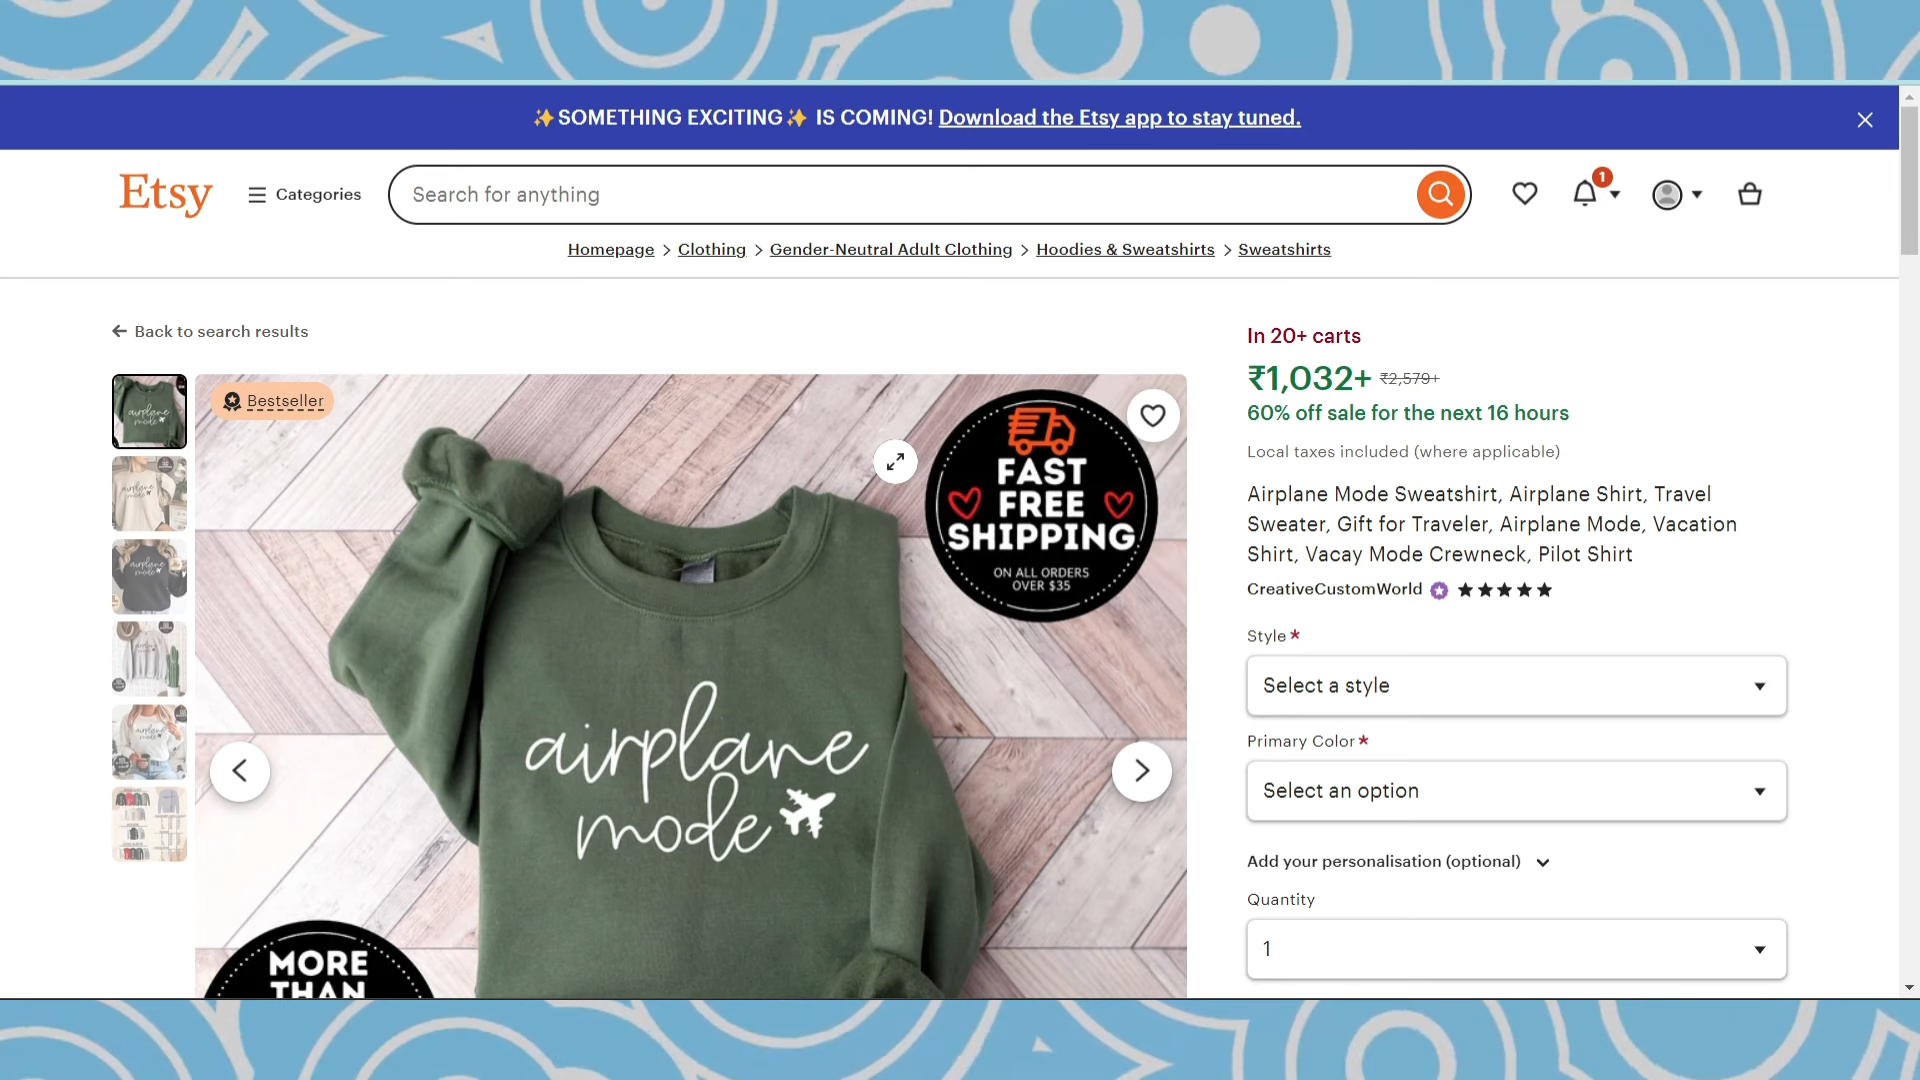 ✨SOMETHING EXCITING✨ IS COMING! Download the Etsy app to stay tuned.
Etsy
Categories
Search for anything
1
Homepage > Clothing > Gender-Neutral Adult Clothing > Hoodies & Sweatshirts > Sweatshirts
Back to search results
Bestseller
FAST
FREE
SHIPPING
ON ALL ORDERS
OVER $35
airplane
mode
MORE
THAN
In 20+ carts
₹1,032+ ₹2,579+
60% off sale for the next 16 hours
Local taxes included (where applicable)
Airplane Mode Sweatshirt, Airplane Shirt, Travel
Sweater, Gift for Traveler, Airplane Mode, Vacation
Shirt, Vacay Mode Crewneck, Pilot Shirt
CreativeCustomWorld ★★★★★
Style *
Select a style
Primary Color *
Select an option
Add your personalisation (optional)
Quantity
1